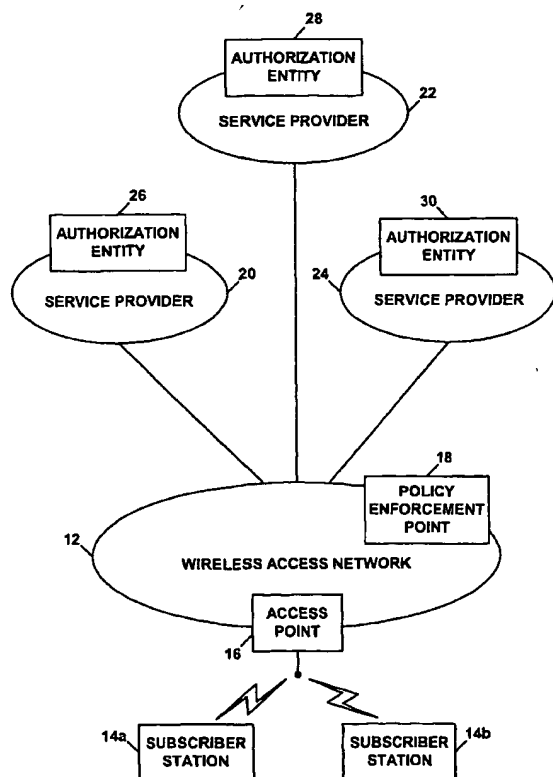 28
AUTHORIZATION
ENTITY
22
SERVICE PROVIDER
26
AUTHORIZATION
ENTITY
20
SERVICE PROVIDER
30
AUTHORIZATION
ENTITY
24
SERVICE PROVIDER
18
POLICY
ENFORCEMENT
POINT
12
WIRELESS ACCESS NETWORK
ACCESS
POINT
16
14a
SUBSCRIBER
STATION
14b
SUBSCRIBER
STATION